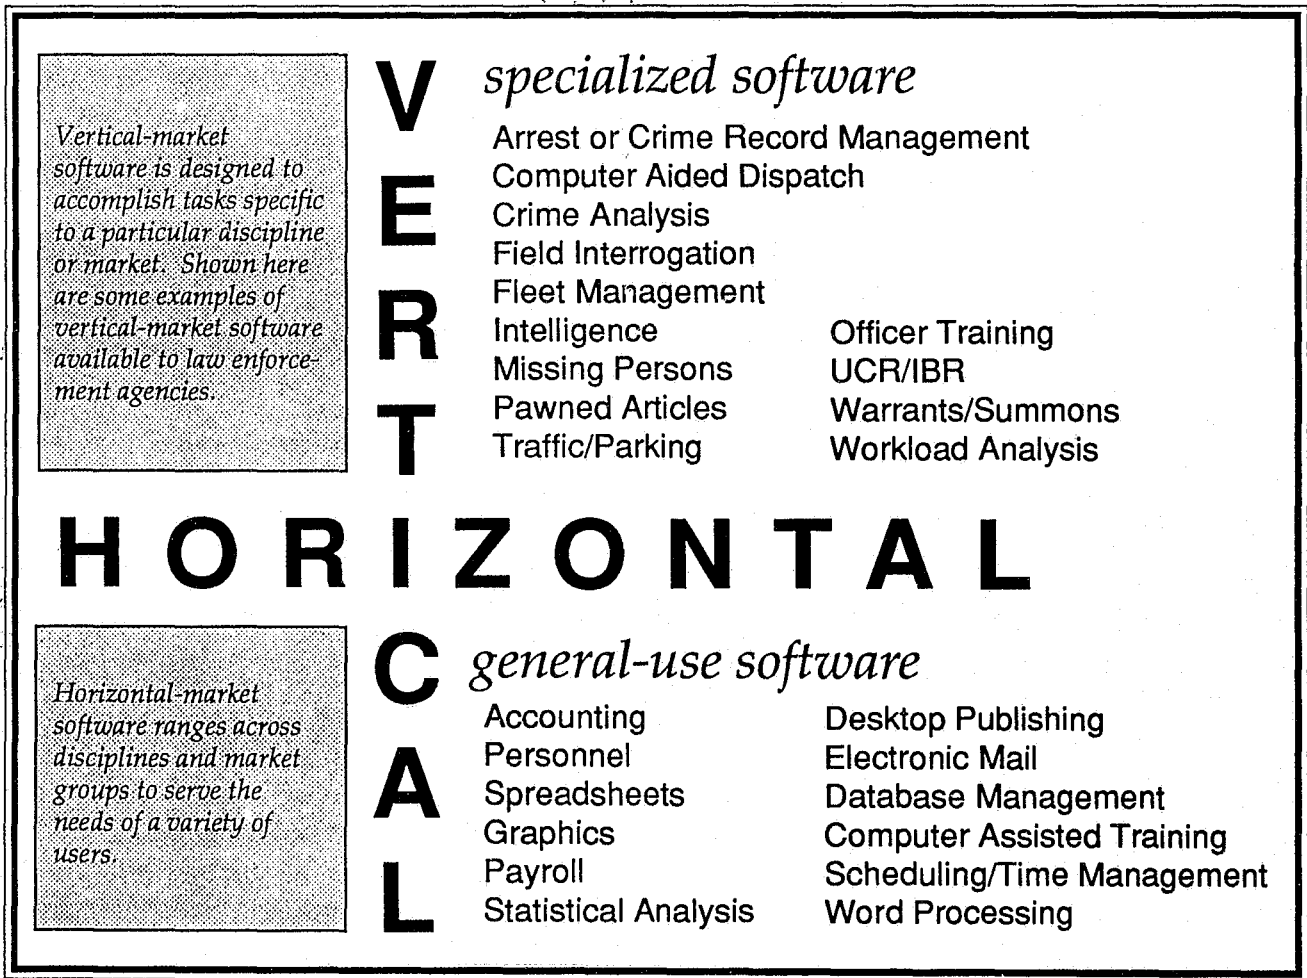 Vertical-market
software is designed to
accomplish tasks specific
to a particular discipline
or market. Shown here
are some examples of
vertical-market software
available to law enforce-
ment agencies.
VERTICAL
specialized software
Arrest or Crime Record Management
Computer Aided Dispatch
Crime Analysis
Field Interrogation
Fleet Management
Intelligence
Missing Persons
Pawned Articles
Traffic/Parking
Officer Training
UCR/IBR
Warrants/Summons
Workload Analysis
HORIZONTAL
Horizontal-market
software ranges across
disciplines and market
groups to serve the
needs of a variety of
users.
general-use software
Accounting
Personnel
Spreadsheets
Graphics
Payroll
Statistical Analysis
Desktop Publishing
Electronic Mail
Database Management
Computer Assisted Training
Scheduling/Time Management
Word Processing